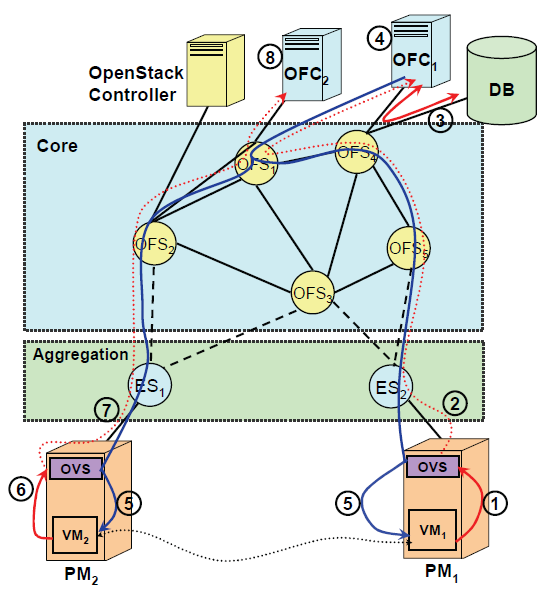 OpenStack
Controller
8
OFC2
4
OFC1
DB
3
Core
OFS1
OFS4
OFS2
OFS5
OFS3
Aggregation
ES1
ES2
7
2
OVS
OVS
6
5
5
1
VM2
VM1
PM2
PM1